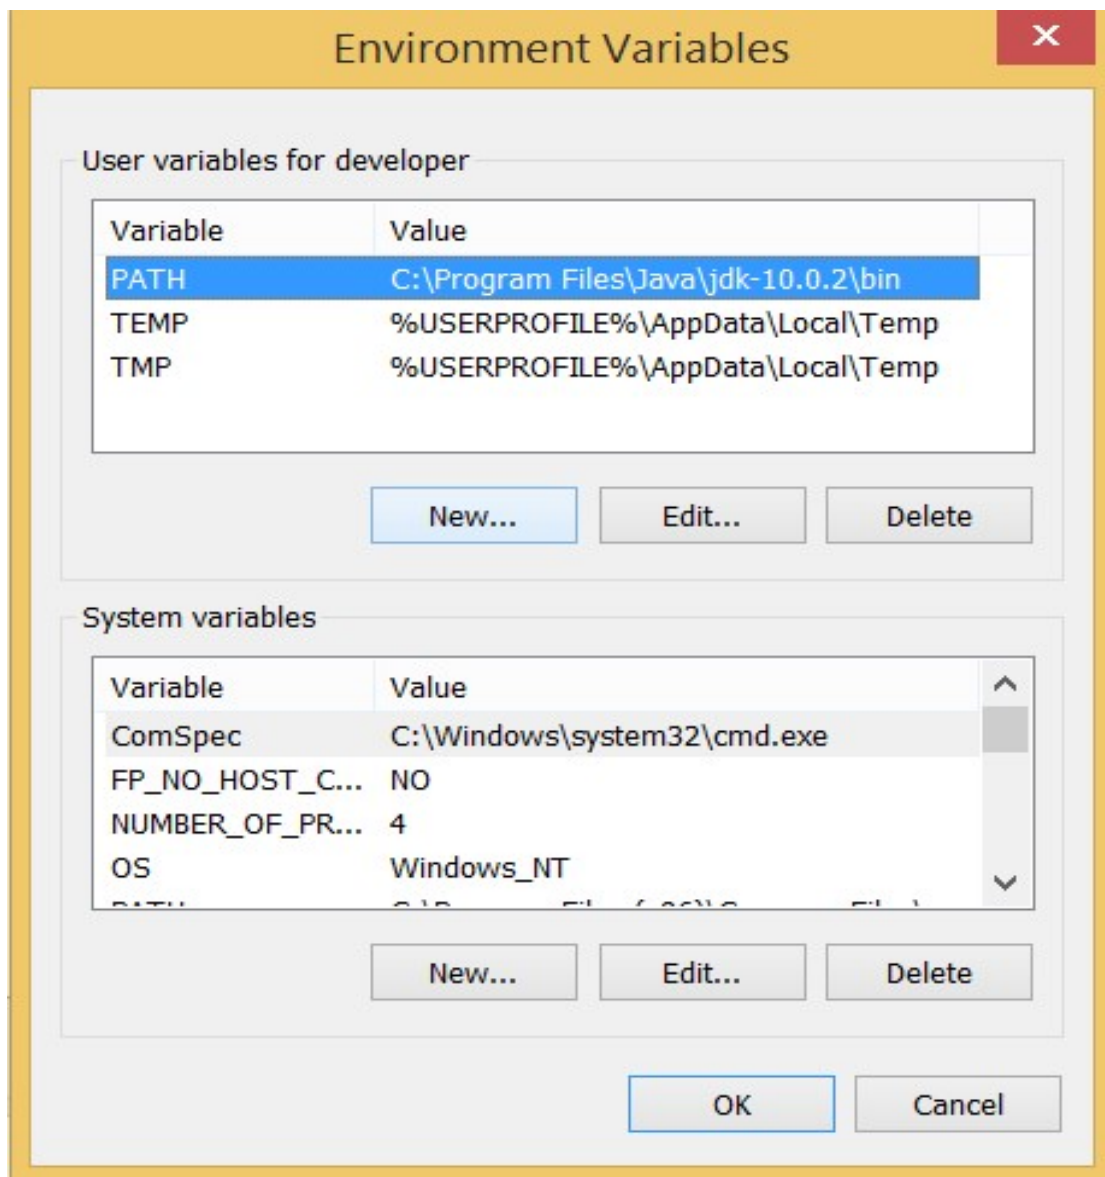 Environment Variables
User variables for developer
Variable Value
PATH C:\Program Files\Java\jdk-10.0.2\bin
TEMP %USERPROFILE%\AppData\Local\Temp
TMP %USERPROFILE%\AppData\Local\Temp
New... Edit... Delete
System variables
Variable Value
ComSpec C:\Windows\system32\cmd.exe
FP_NO_HOST_C... NO
NUMBER_OF_PR... 4
OS Windows_NT
New... Edit... Delete
OK Cancel